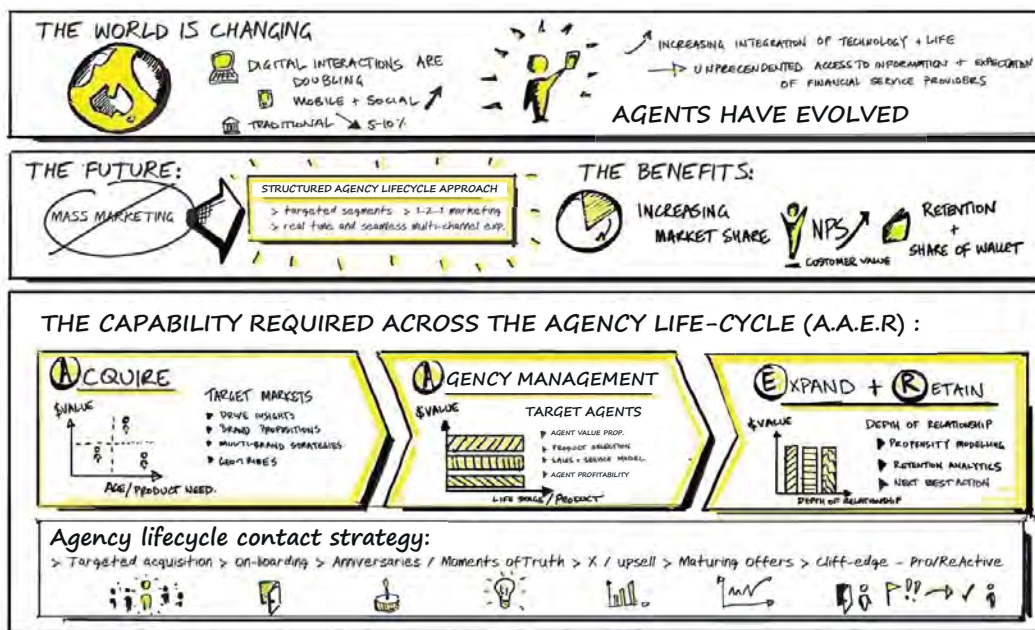 THE WORLD IS CHANGING
DIGITAL INTERACTIONS ARE
DOUBLING
MOBILE + SOCIAL
TRADITIONAL 5-10%
INCREASING INTEGRATION OF TECHNOLOGY + LIFE
UNPRECENDENTED ACCESS TO INFORMATION + EXPECTATION
OF FINANCIAL SERVICE PROVIDERS
AGENTS HAVE EVOLVED
THE FUTURE:
MASS MARKETING
STRUCTURED AGENCY LIFECYCLE APPROACH
> targeted segments > 1-2-1 marketing
> real time and seamless multi-channel exp.
THE BENEFITS:
INCREASING
MARKET SHARE
NPS
CUSTOMER VALUE
RETENTION
+
SHARE OF WALLET
THE CAPABILITY REQUIRED ACROSS THE AGENCY LIFE-CYCLE (A.A.E.R) :
ACQUIRE
$VALUE
AGE/PRODUCT NEED.
TARGET MARKETS
DRIVE INSIGHTS
BRAND PROPOSITIONS
MULTI-BRAND STRATEGIES
GEOTRIBES
AGENCY MANAGEMENT
$VALUE
LIFE STAGE/PRODUCT
TARGET AGENTS
AGENT VALUE PROP.
PRODUCT SELECTION
SALES + SERVICE MODEL
AGENT PROFITABILITY
EXPAND + RETAIN
$VALUE
DEPTH OF RELATIONSHIP
DEPTH OF RELATIONSHIP
PROPENSITY MODELLING
RETENTION ANALYTICS
NEXT BEST ACTION
Agency lifecycle contact strategy:
> Targeted acquisition > on-boarding > Anniversaries / Moments of Truth > X / upsell > Maturing Offers > Cliff-edge - Pro/ReActive